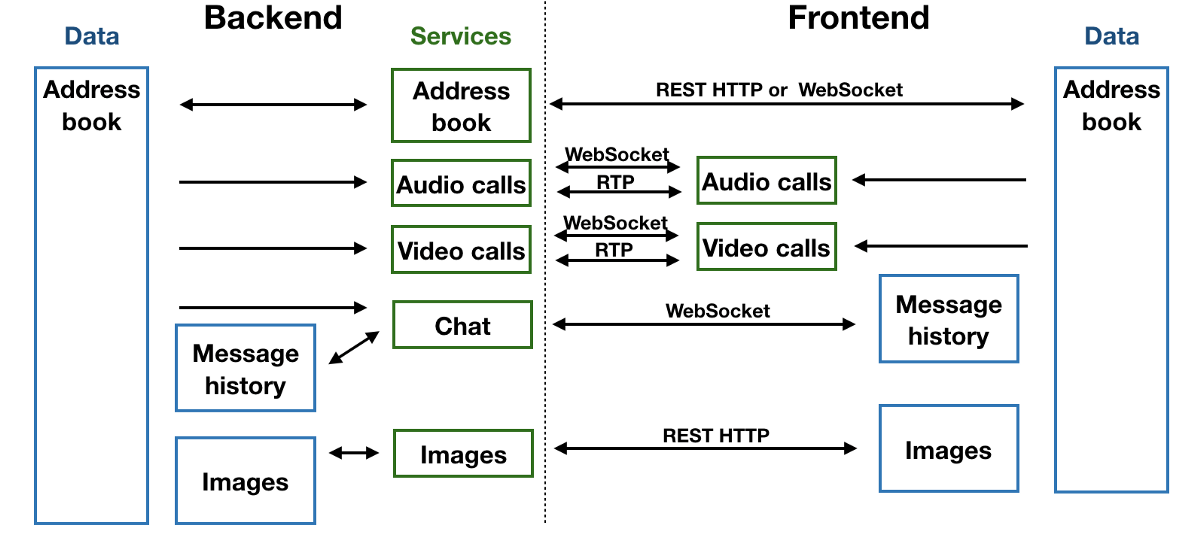 Backend
Frontend
Data
Services
Data
Address
book
Address
book
REST HTTP or WebSocket
Address
book
Audio calls
WebSocket
RTP
Audio calls
Video calls
WebSocket
RTP
Video calls
Chat
WebSocket
Message
history
Message
history
Images
Images
REST HTTP
Images